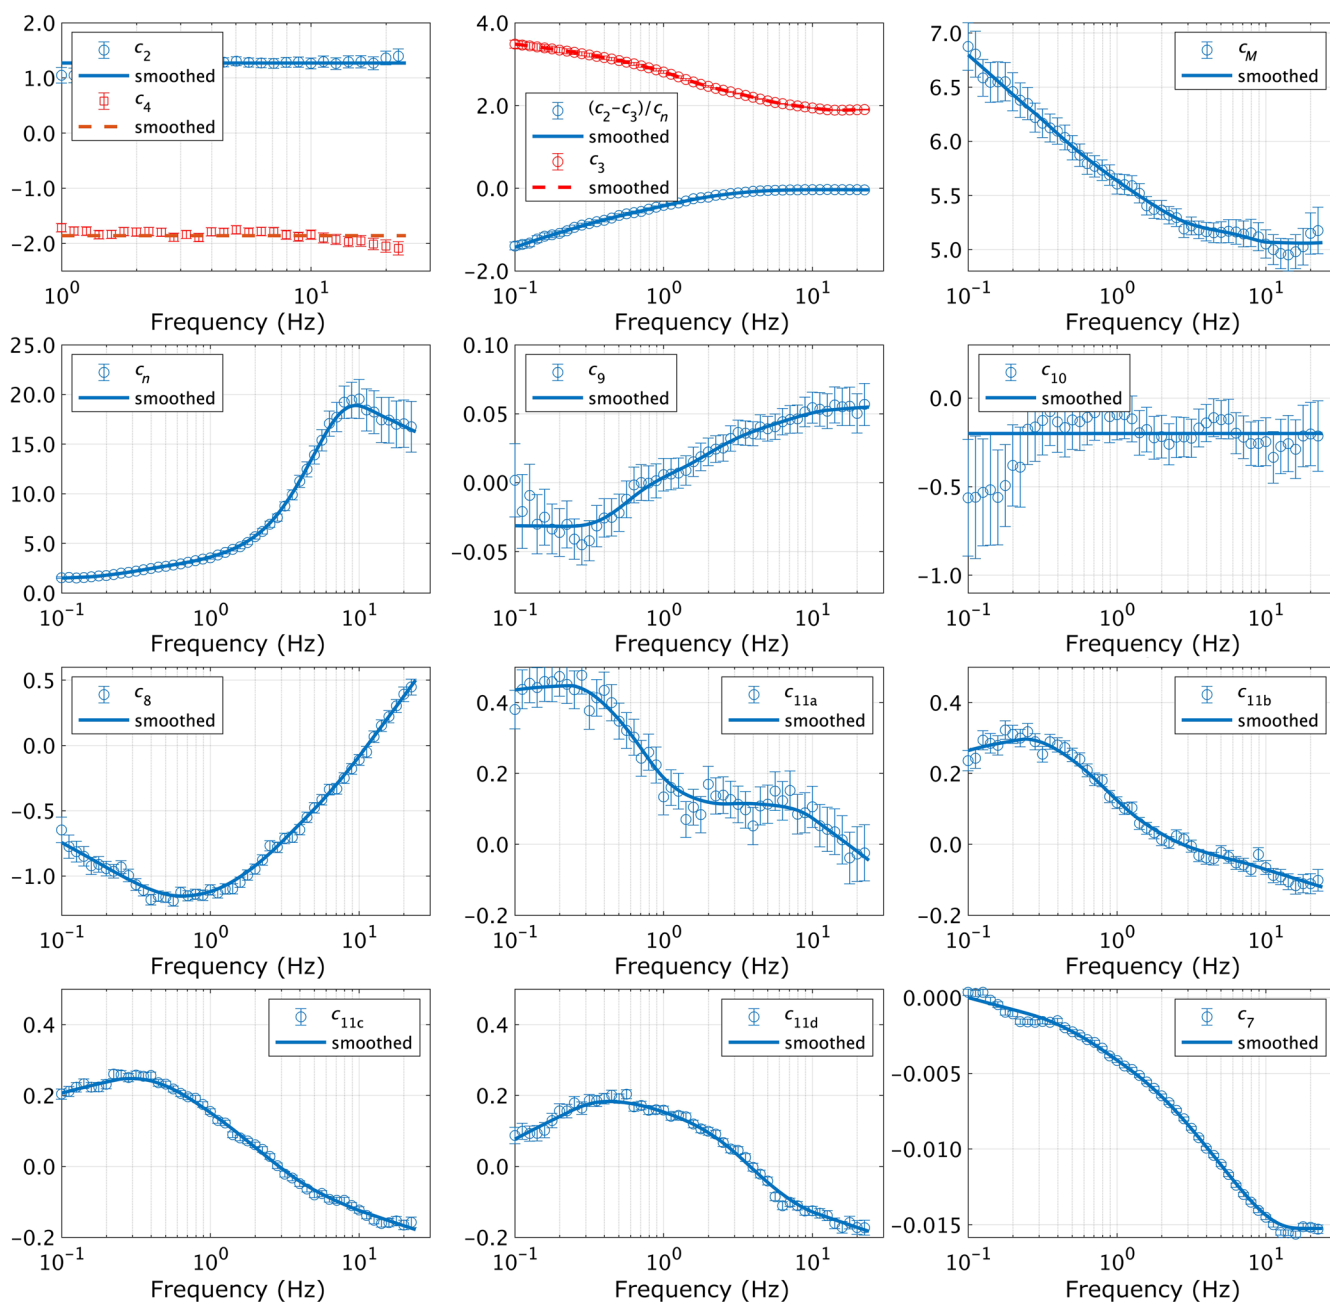 2.0
1.0
0.0
−1.0
−2.0
c2
smoothed
c4
smoothed
10^0
10^1
Frequency (Hz)
4.0
2.0
0.0
−2.0
(c2−c3)/cn
smoothed
c3
smoothed
10^−1
10^0
10^1
Frequency (Hz)
7.0
6.5
6.0
5.5
5.0
cM
smoothed
10^−1
10^0
10^1
Frequency (Hz)
25.0
20.0
15.0
10.0
5.0
0.0
cn
smoothed
10^−1
10^0
10^1
Frequency (Hz)
0.10
0.05
0.00
−0.05
c9
smoothed
10^−1
10^0
10^1
Frequency (Hz)
0.0
−0.5
−1.0
c10
smoothed
10^−1
10^0
10^1
Frequency (Hz)
0.5
0.0
−0.5
−1.0
c8
smoothed
10^−1
10^0
10^1
Frequency (Hz)
0.4
0.2
0.0
−0.2
c11a
smoothed
10^−1
10^0
10^1
Frequency (Hz)
0.4
0.2
0.0
−0.2
c11b
smoothed
10^−1
10^0
10^1
Frequency (Hz)
0.4
0.2
0.0
−0.2
c11c
smoothed
10^−1
10^0
10^1
Frequency (Hz)
0.4
0.2
0.0
−0.2
c11d
smoothed
10^−1
10^0
10^1
Frequency (Hz)
0.000
−0.005
−0.010
−0.015
c7
smoothed
10^−1
10^0
10^1
Frequency (Hz)